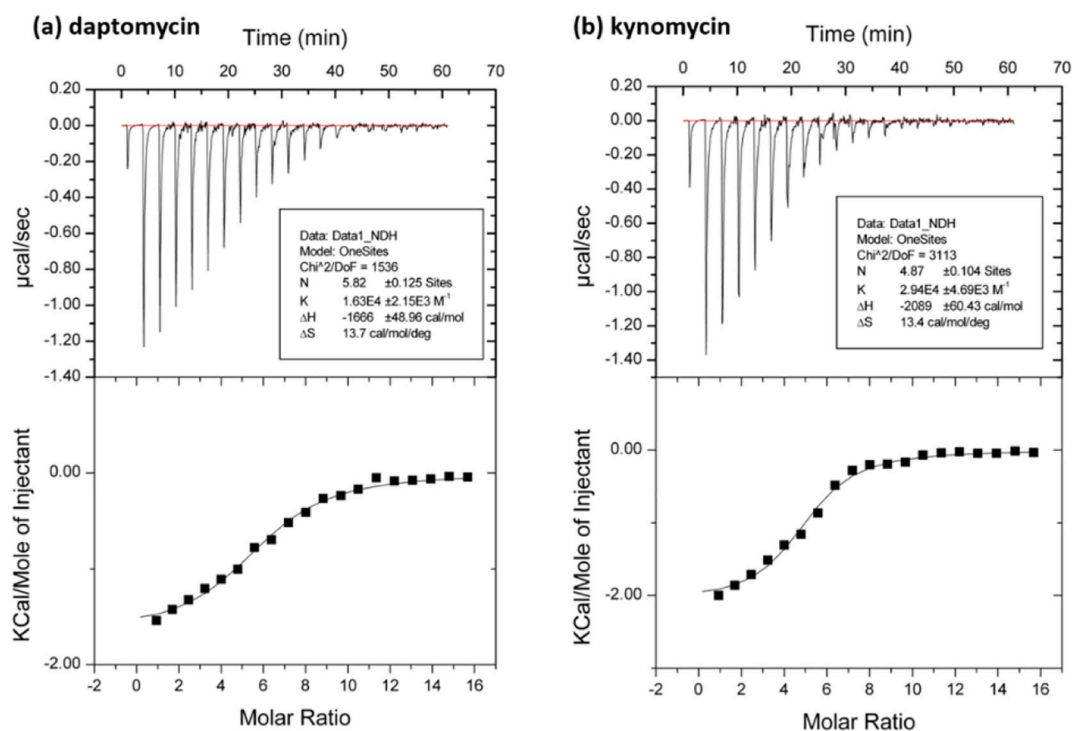 (a) daptomycin
Time (min)
0 10 20 30 40 50 60 70
0.20
0.00
-0.20
-0.40
-0.60
-0.80
-1.00
-1.20
-1.40
µcal/sec
Data: Data1_NDH
Model: OneSites
Chi^2/DoF = 1536
N 5.82 ±0.125 Sites
K 1.63E4 ±2.15E3 M⁻¹
ΔH -1666 ±48.96 cal/mol
ΔS 13.7 cal/mol/deg
0.00
-2.00
KCal/Mole of Injectant
-2 0 2 4 6 8 10 12 14 16
Molar Ratio
(b) kynomycin
Time (min)
0 10 20 30 40 50 60 70
0.20
0.00
-0.20
-0.40
-0.60
-0.80
-1.00
-1.20
-1.40
µcal/sec
Data: Data1_NDH
Model: OneSites
Chi^2/DoF = 3113
N 4.87 ±0.104 Sites
K 2.94E4 ±4.69E3 M⁻¹
ΔH -2089 ±60.43 cal/mol
ΔS 13.4 cal/mol/deg
0.00
-2.00
KCal/Mole of Injectant
-2 0 2 4 6 8 10 12 14 16
Molar Ratio